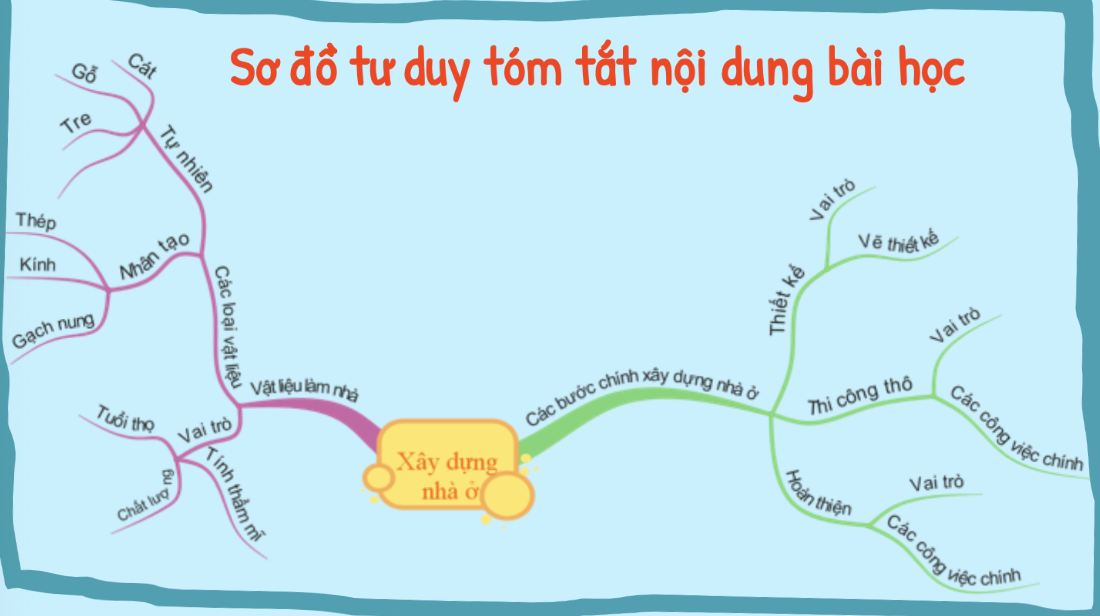 Sơ đồ tư duy tóm tắt nội dung bài học
Cát
Gỗ
Tre
Tự nhiên
Thép
Kính
Gạch nung
Nhân tạo
Các loại vật liệu
Vật liệu làm nhà
Vai trò
Tuổi thọ
Chất lượng
Tính thẩm mĩ
Xây dựng
nhà ở
Các bước chính xây dựng nhà ở
Thiết kế
Vai trò
Vẽ thiết kế
Thi công thô
Vai trò
Các công việc chính
Hoàn thiện
Vai trò
Các công việc chính